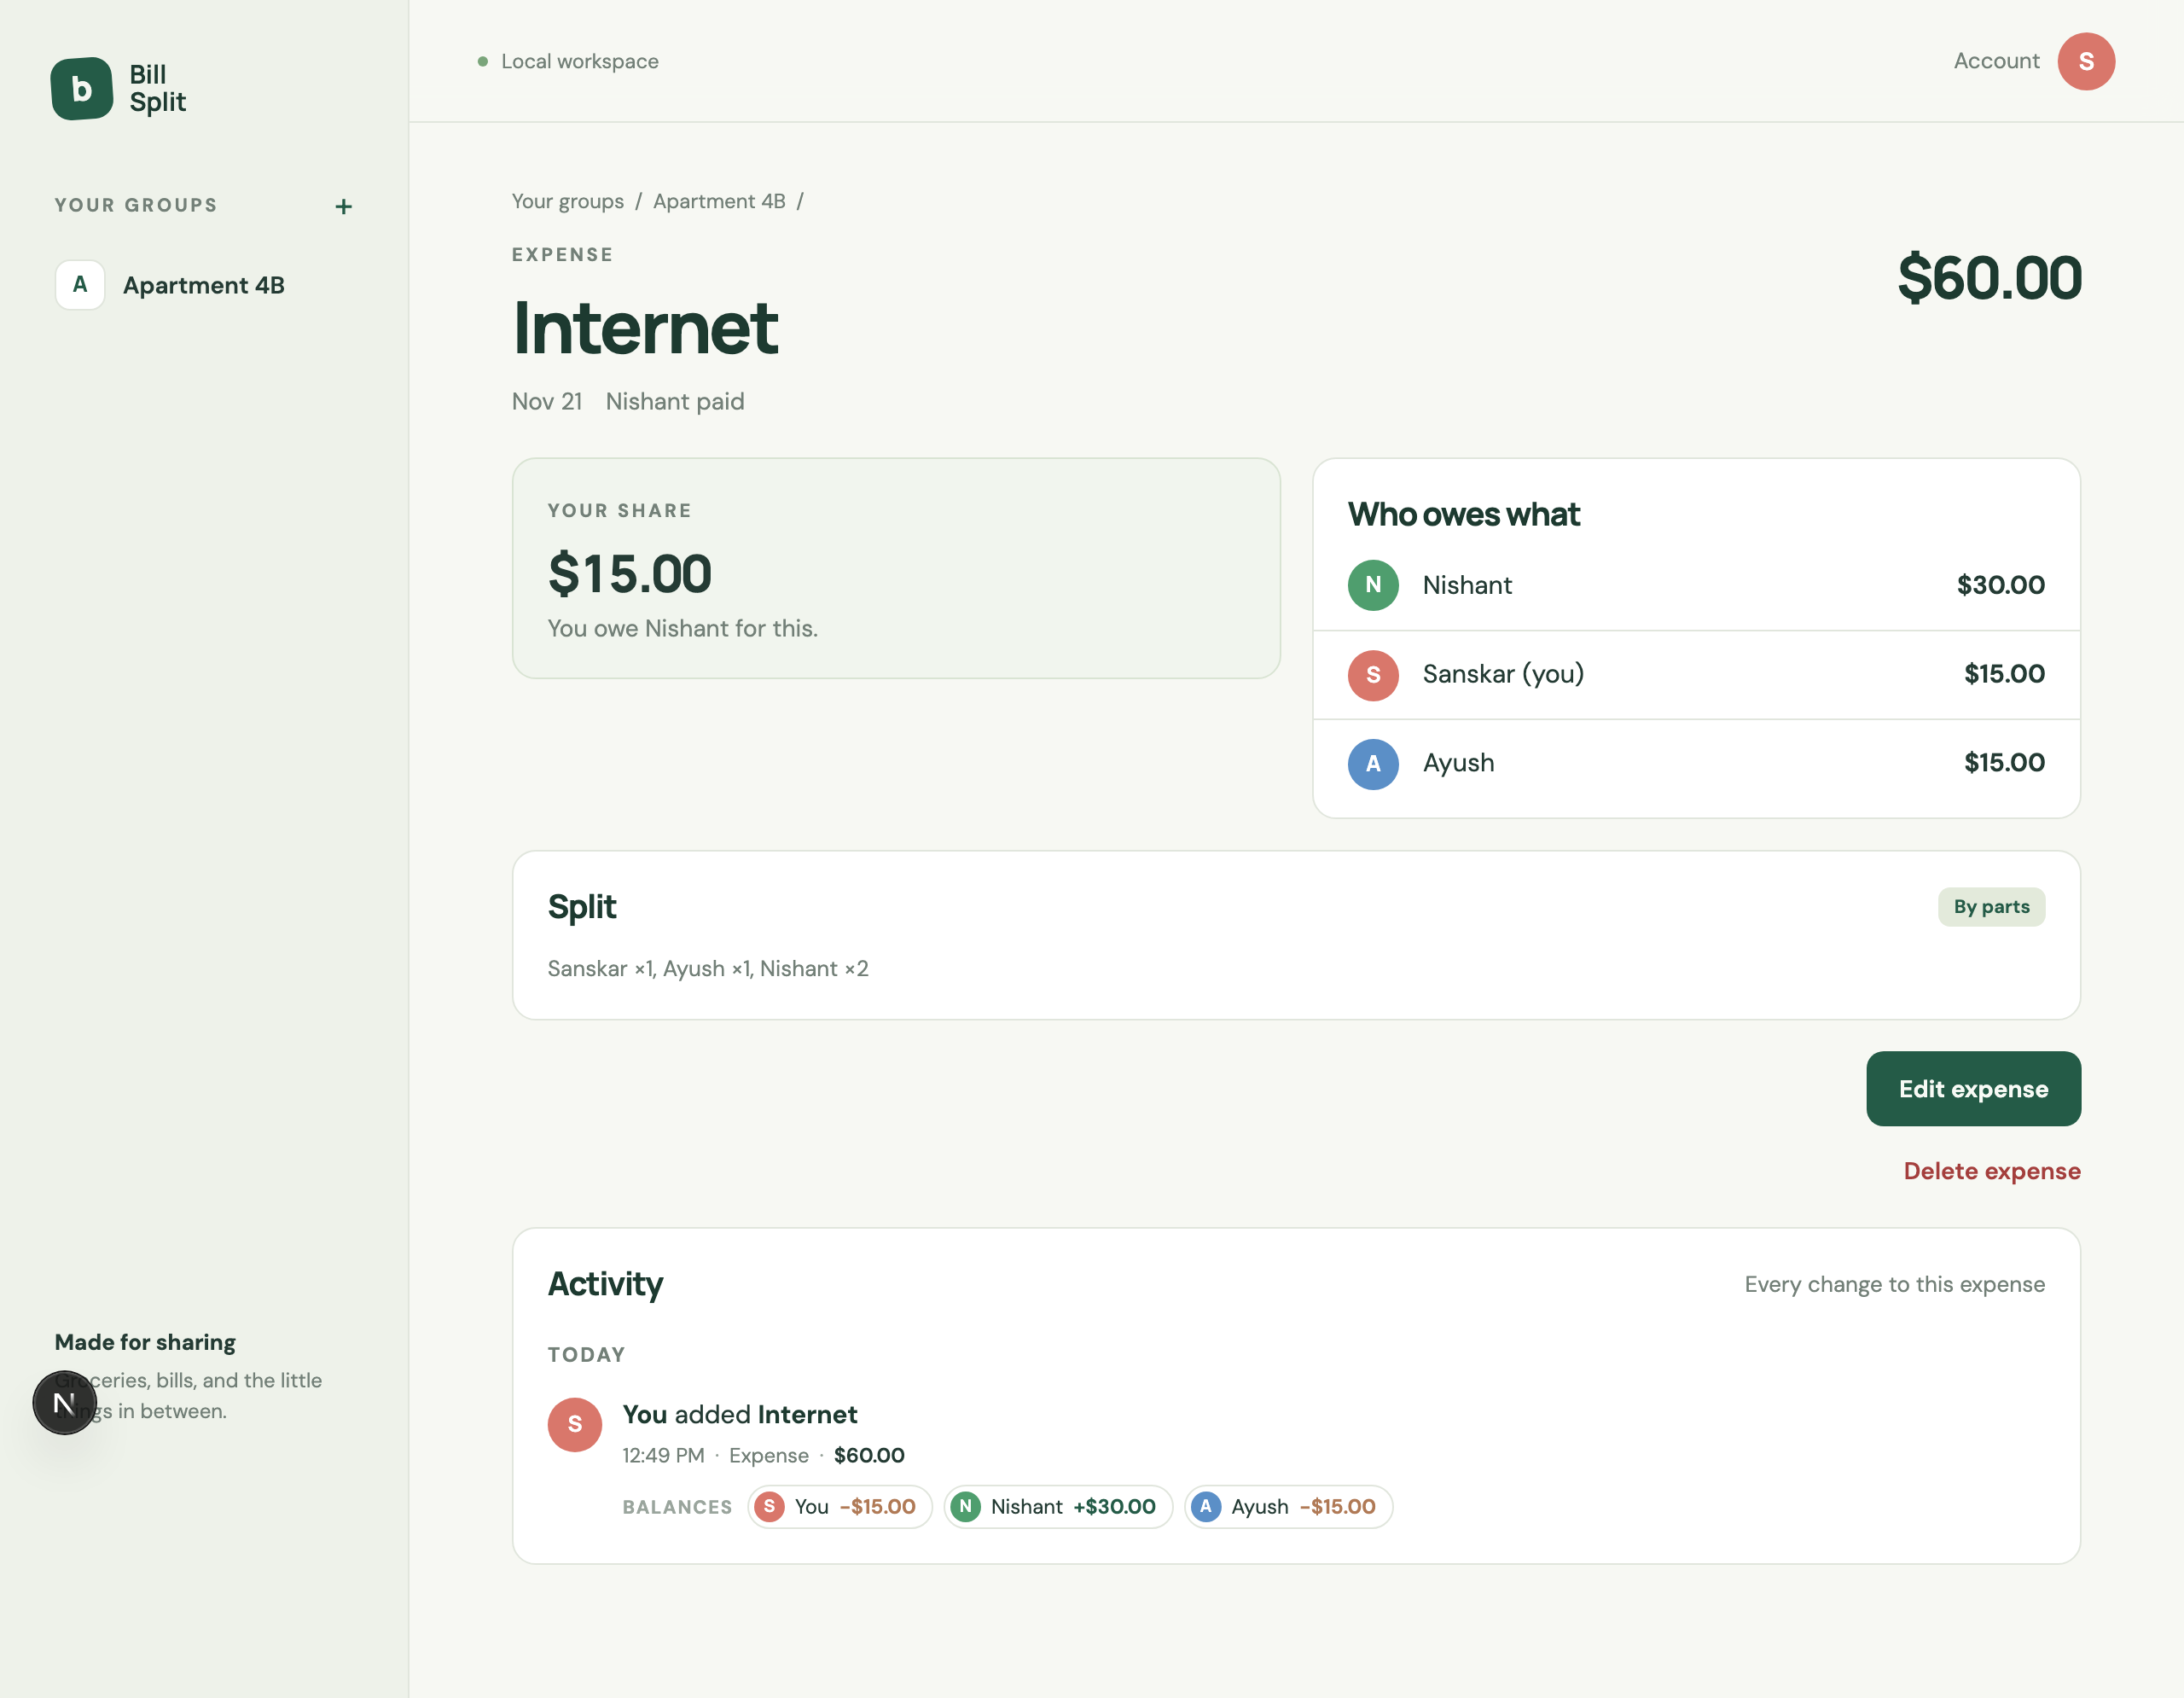 b
Bill
Split
YOUR GROUPS +
A Apartment 4B
Made for sharing
Groceries, bills, and the little
things in between.
N
Local workspace
Account S
Your groups / Apartment 4B /
EXPENSE
$60.00
Internet
Nov 21 Nishant paid
YOUR SHARE
$15.00
You owe Nishant for this.
Who owes what
N Nishant $30.00
S Sanskar (you) $15.00
A Ayush $15.00
Split By parts
Sanskar ×1, Ayush ×1, Nishant ×2
Edit expense
Delete expense
Activity Every change to this expense
TODAY
S You added Internet
12:49 PM · Expense · $60.00
BALANCES S You -$15.00 N Nishant +$30.00 A Ayush -$15.00